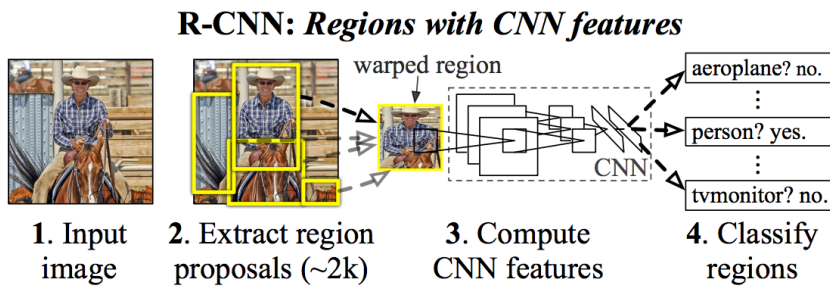 R-CNN: Regions with CNN features
warped region
aeroplane? no.
⋮
person? yes.
⋮
tvmonitor? no.
CNN
1. Input
image
2. Extract region
proposals (~2k)
3. Compute
CNN features
4. Classify
regions